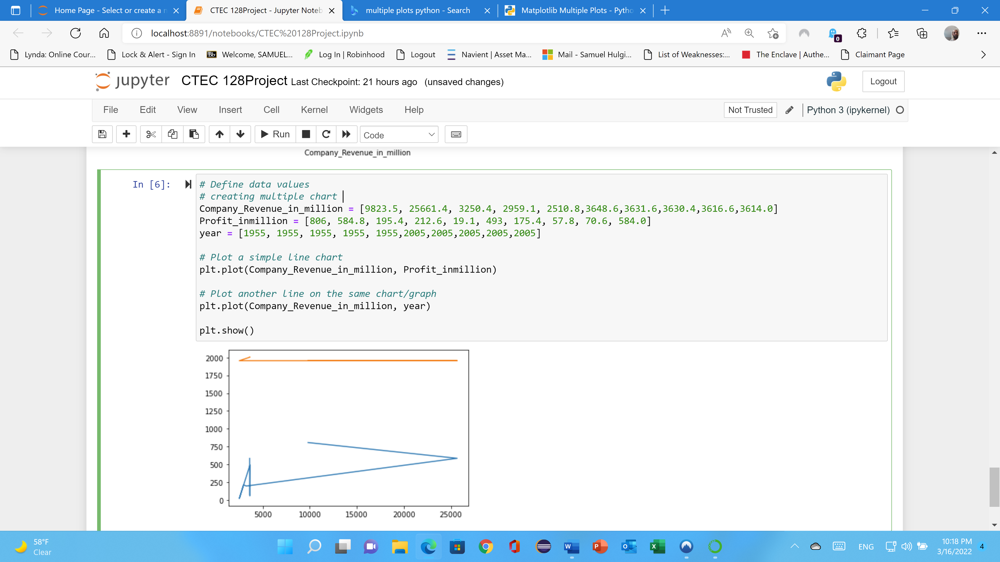 Home Page - Select or create a n
CTEC 128Project - Jupyter Noteb
multiple plots python - Search
Matplotlib Multiple Plots - Pytho
localhost:8891/notebooks/CTEC%20128Project.ipynb
0
Lynda: Online Cour...
Lock & Alert - Sign In
Bb
Welcome, SAMUEL...
Log In | Robinhood
Logout
Navient | Asset Ma...
Mail - Samuel Hulgi...
List of Weaknesses:...
The Enclave | Authe...
Claimant Page
jupyter
CTEC 128Project Last Checkpoint: 21 hours ago (unsaved changes)
Logout
File Edit View Insert Cell Kernel Widgets Help
Not Trusted
Python 3 (ipykernel)
Run
Code
Company_Revenue_in_million
In [6]:
# Define data values
# creating multiple chart
Company_Revenue_in_million = [9823.5, 25661.4, 3250.4, 2959.1, 2510.8,3648.6,3631.6,3630.4,3616.6,3614.0]
Profit_inmillion = [806, 584.8, 195.4, 212.6, 19.1, 493, 175.4, 57.8, 70.6, 584.0]
year = [1955, 1955, 1955, 1955, 1955,2005,2005,2005,2005,2005]
# Plot a simple line chart
plt.plot(Company_Revenue_in_million, Profit_inmillion)
# Plot another line on the same chart/graph
plt.plot(Company_Revenue_in_million, year)
plt.show()
2000
1750
1500
1250
1000
750
500
250
0
5000 10000 15000 20000 25000
58°F
Clear
ENG
10:18 PM
3/16/2022
4